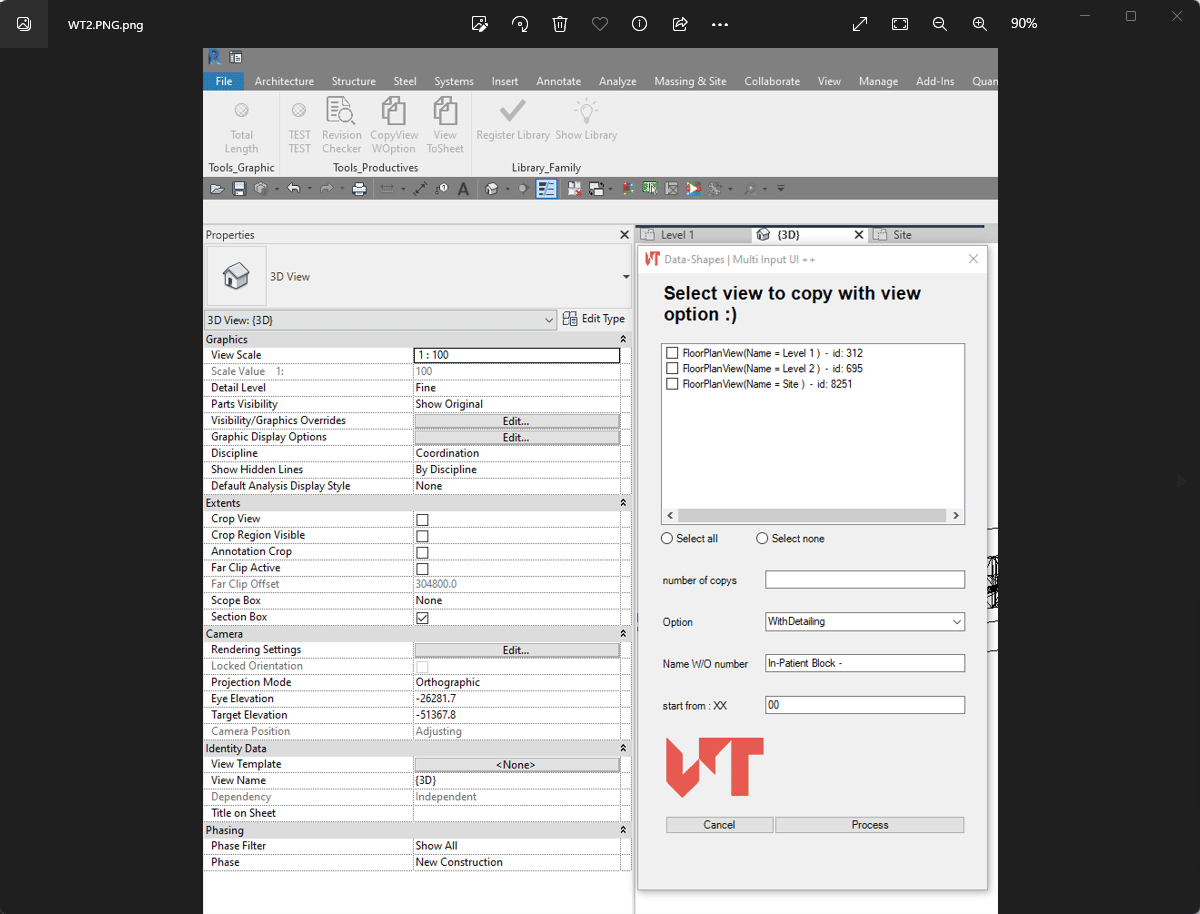 WT2.PNG.png
90%
File Architecture Structure Steel Systems Insert Annotate Analyze Massing & Site Collaborate View Manage Add-Ins Quan
Total Length
TEST TEST
Revision Checker
CopyView WOption
View ToSheet
Register Library
Show Library
Tools_Graphic Tools_Productives Library_Family
Properties
3D View
3D View: {3D}
Edit Type
Graphics
View Scale 1 : 100
Scale Value 1: 100
Detail Level Fine
Parts Visibility Show Original
Visibility/Graphics Overrides Edit...
Graphic Display Options Edit...
Discipline Coordination
Show Hidden Lines By Discipline
Default Analysis Display Style None
Extents
Crop View
Crop Region Visible
Annotation Crop
Far Clip Active
Far Clip Offset 304800.0
Scope Box None
Section Box
Camera
Rendering Settings Edit...
Locked Orientation
Projection Mode Orthographic
Eye Elevation -26281.7
Target Elevation -51367.8
Camera Position Adjusting
Identity Data
View Template <None>
View Name {3D}
Dependency Independent
Title on Sheet
Phasing
Phase Filter Show All
Phase New Construction
Level 1 {3D} Site
Data-Shapes | Multi Input UI ++
Select view to copy with view
option :)
FloorPlanView(Name = Level 1 ) - id: 312
FloorPlanView(Name = Level 2 ) - id: 695
FloorPlanView(Name = Site ) - id: 8251
Select all Select none
number of copys
Option WithDetailing
Name W/O number In-Patient Block -
start from : XX 00
Cancel Process